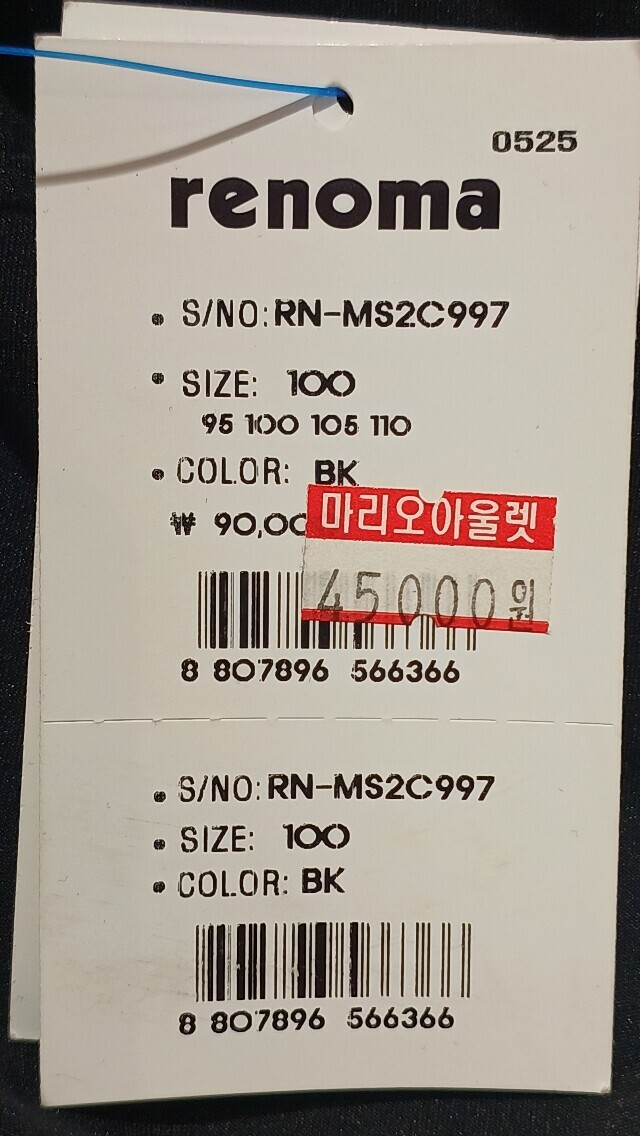 0525
renoma
• S/NO: RN-MS2C997
• SIZE: 100
95 100 105 110
• COLOR: BK
₩ 90,00
마리오아울렛
45000원
8 807896 566366
• S/NO: RN-MS2C997
• SIZE: 100
• COLOR: BK
8 807896 566366